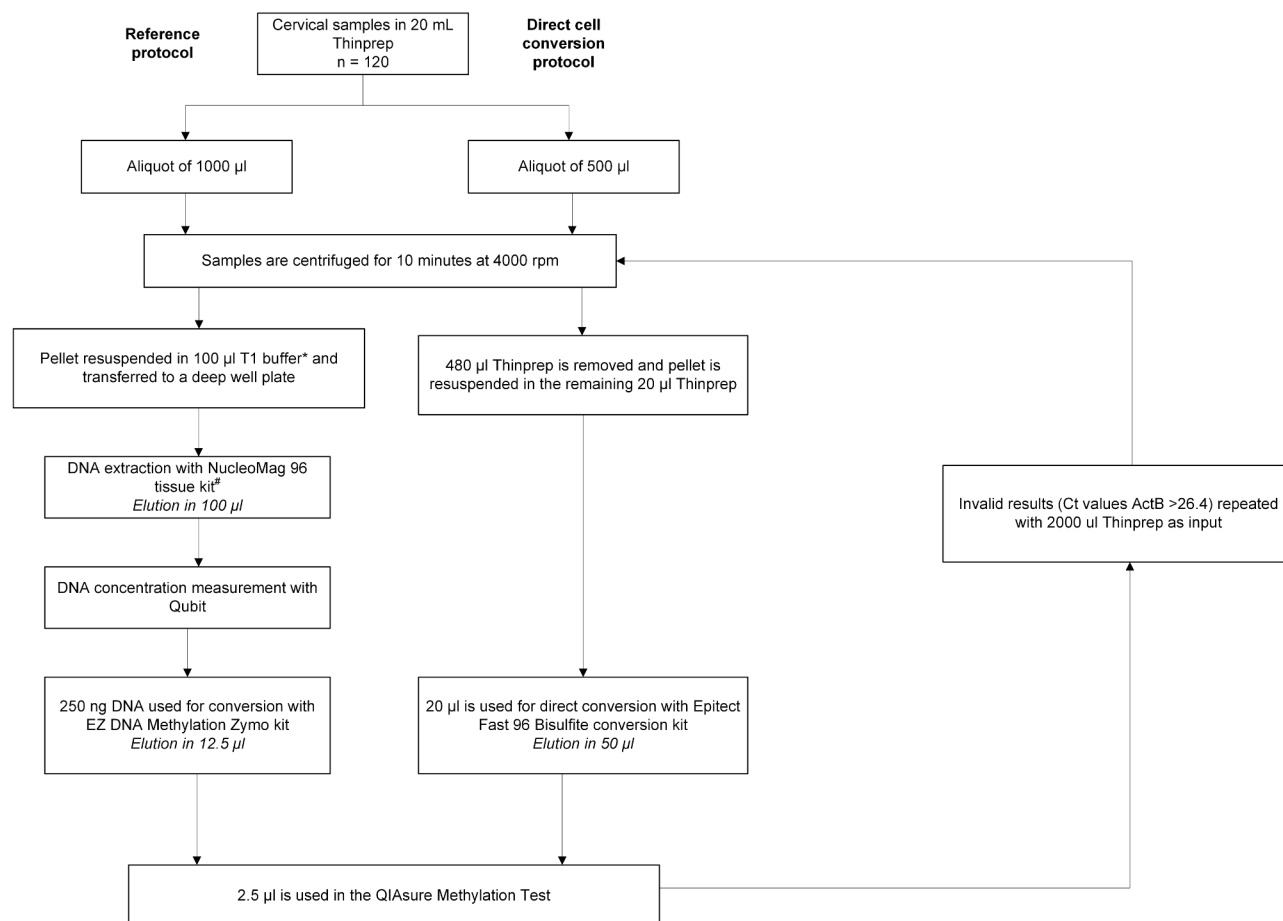 Reference
protocol
Cervical samples in 20 mL
Thinprep
n = 120
Direct cell
conversion
protocol
Aliquot of 1000 µl
Aliquot of 500 µl
Samples are centrifuged for 10 minutes at 4000 rpm
Pellet resuspended in 100 µl T1 buffer* and
transferred to a deep well plate
480 µl Thinprep is removed and pellet is
resuspended in the remaining 20 µl Thinprep
DNA extraction with NucleoMag 96
tissue kit#
Elution in 100 µl
Invalid results (Ct values ActB >26.4) repeated
with 2000 ul Thinprep as input
DNA concentration measurement with
Qubit
250 ng DNA used for conversion with
EZ DNA Methylation Zymo kit
Elution in 12.5 µl
20 µl is used for direct conversion with Epitect
Fast 96 Bisulfite conversion kit
Elution in 50 µl
2.5 µl is used in the QIAsure Methylation Test